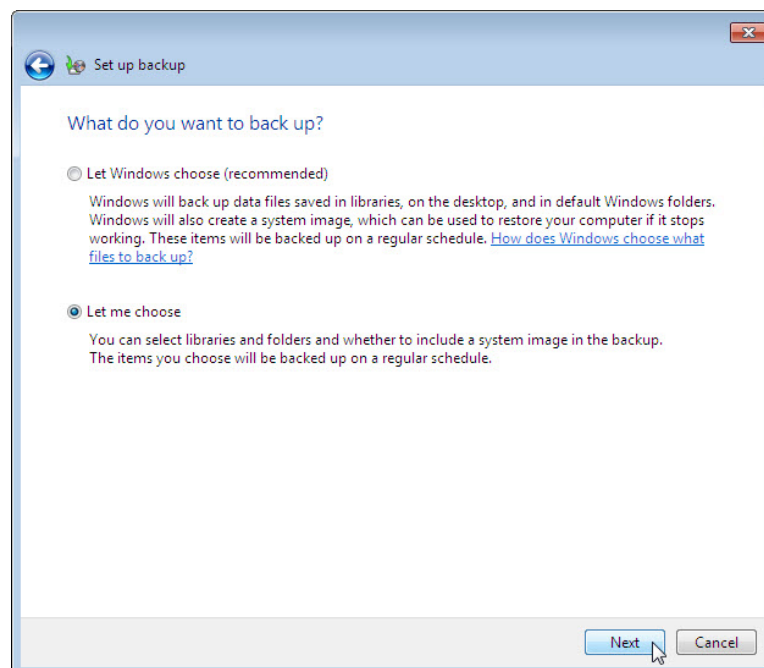 Set up backup
What do you want to back up?
Let Windows choose (recommended)
Windows will back up data files saved in libraries, on the desktop, and in default Windows folders.
Windows will also create a system image, which can be used to restore your computer if it stops
working. These items will be backed up on a regular schedule. How does Windows choose what
files to back up?
Let me choose
You can select libraries and folders and whether to include a system image in the backup.
The items you choose will be backed up on a regular schedule.
Next Cancel